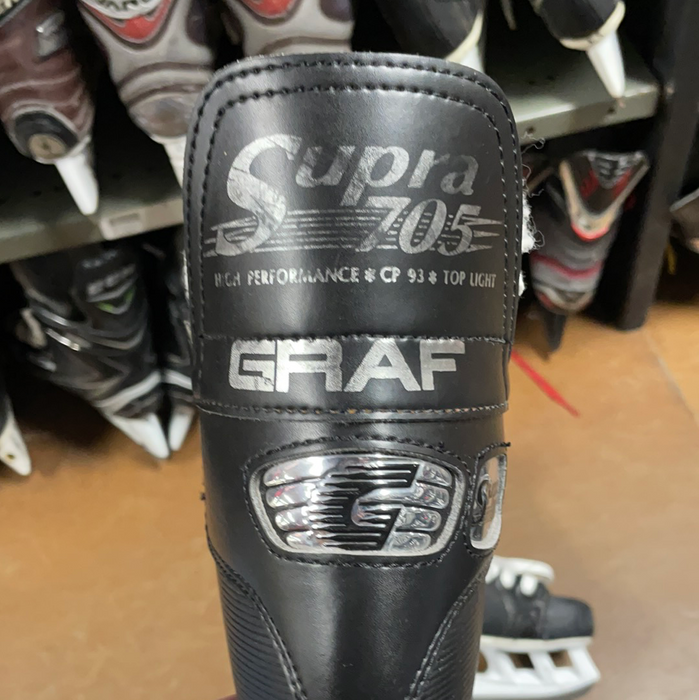 Supra
705
HIGH PERFORMANCE * CP 93 * TOP LIGHT
GRAF
G